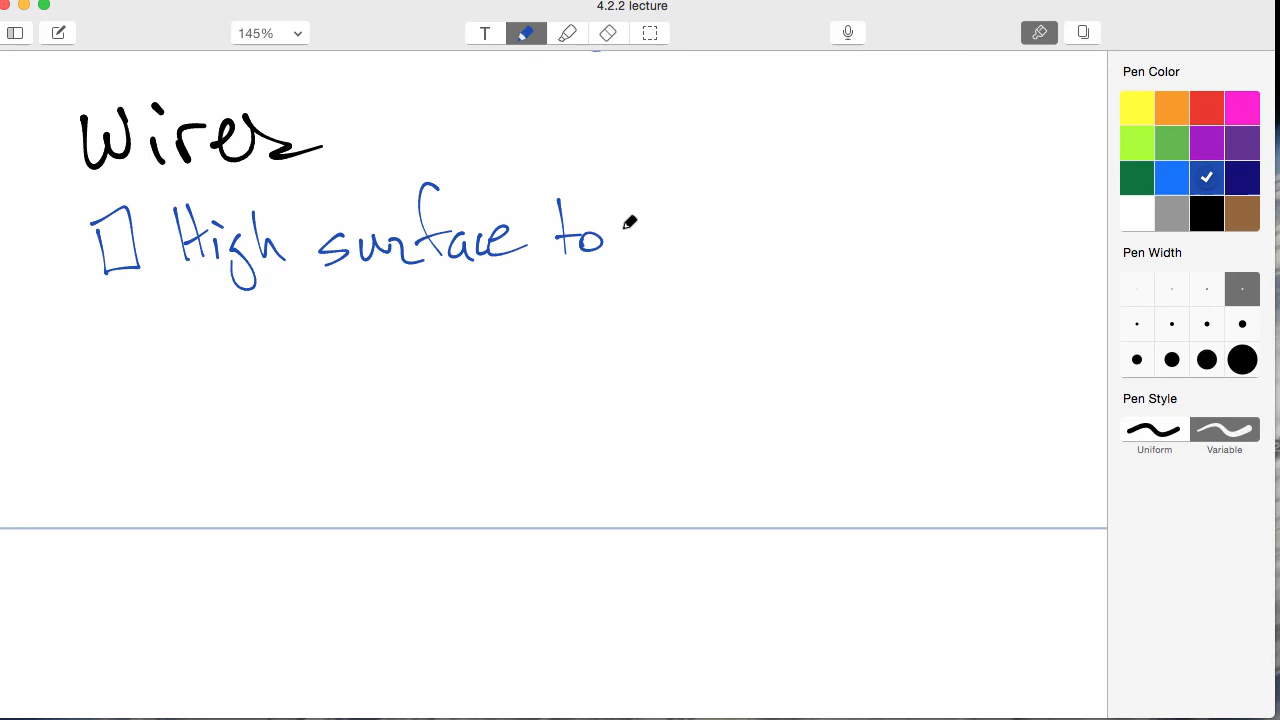 4.2.2 lecture
145%
T
Wires
High surface to
Pen Color
Pen Width
Pen Style
Uniform
Variable